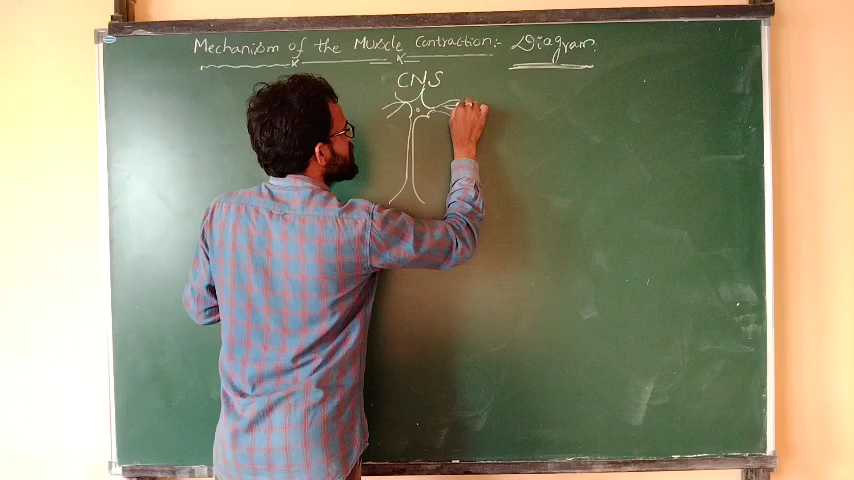 Mechanism of the Muscle Contraction:- Diagram.
CNS